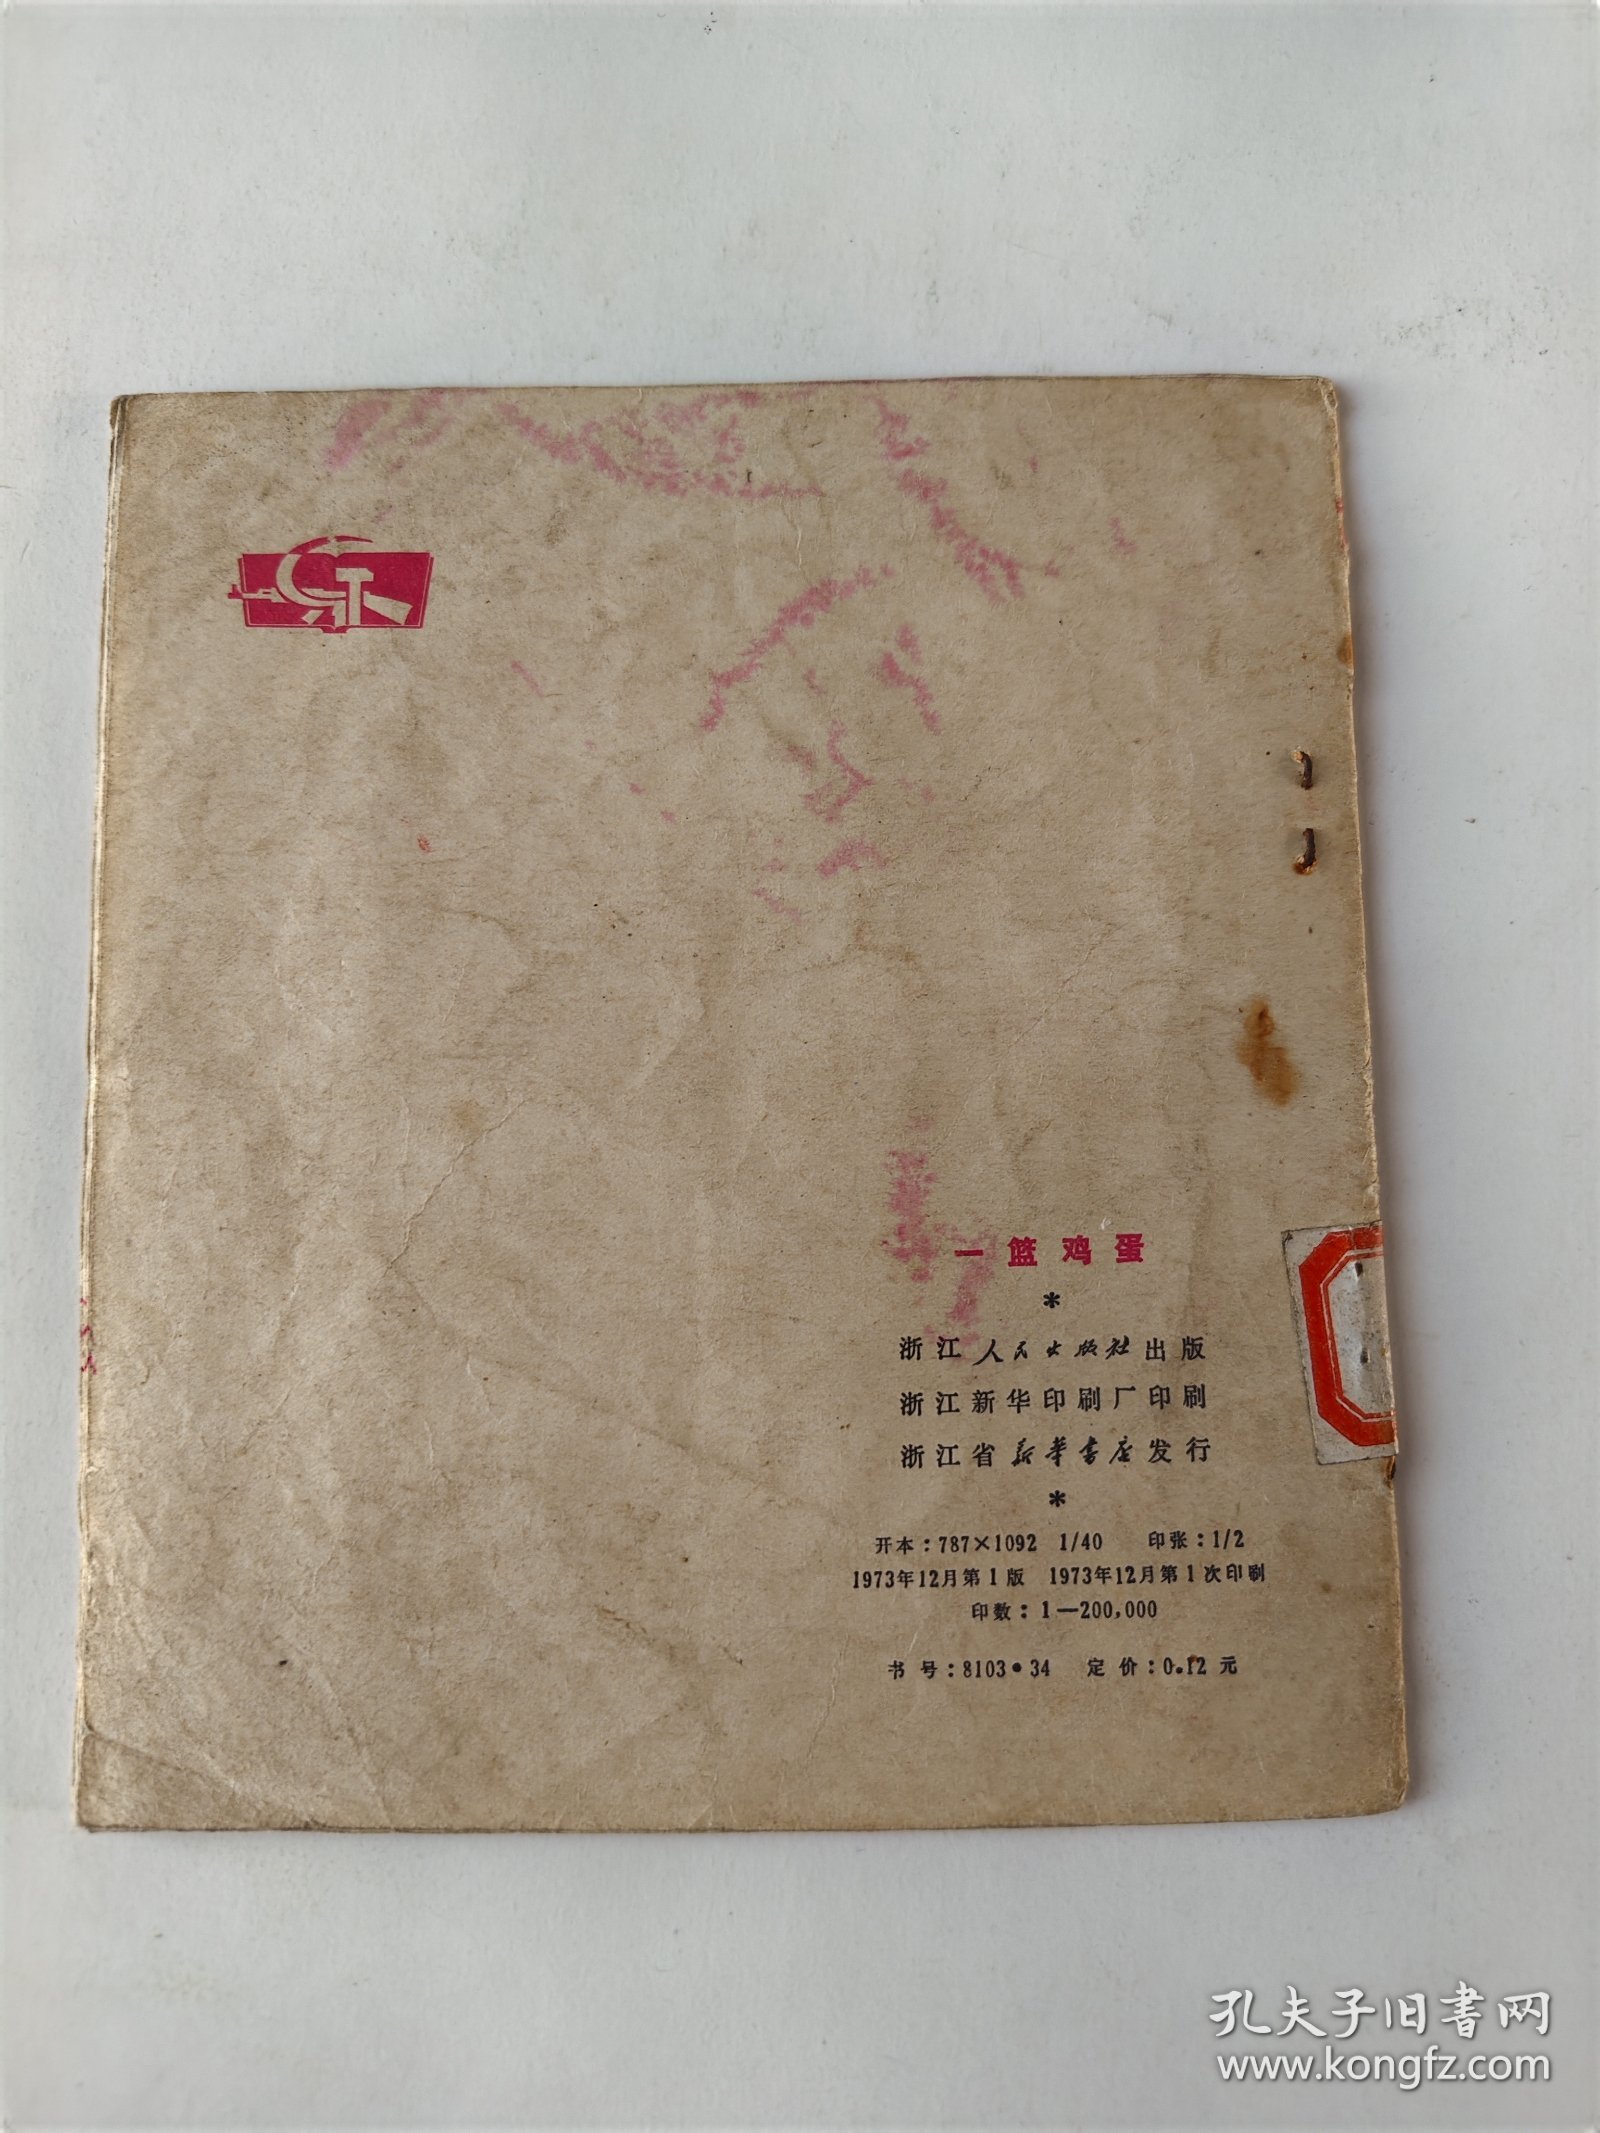 一篮鸡蛋
*
浙江人民出版社出版
浙江新华印刷厂印刷
浙江省新華書店发行
*
开本：787×1092 1/40 印张：1/2
1973年12月第1版 1973年12月第1次印刷
印数：1—200,000
书号：8103•34 定价：0.12元
孔夫子旧书网
www.kongfz.com